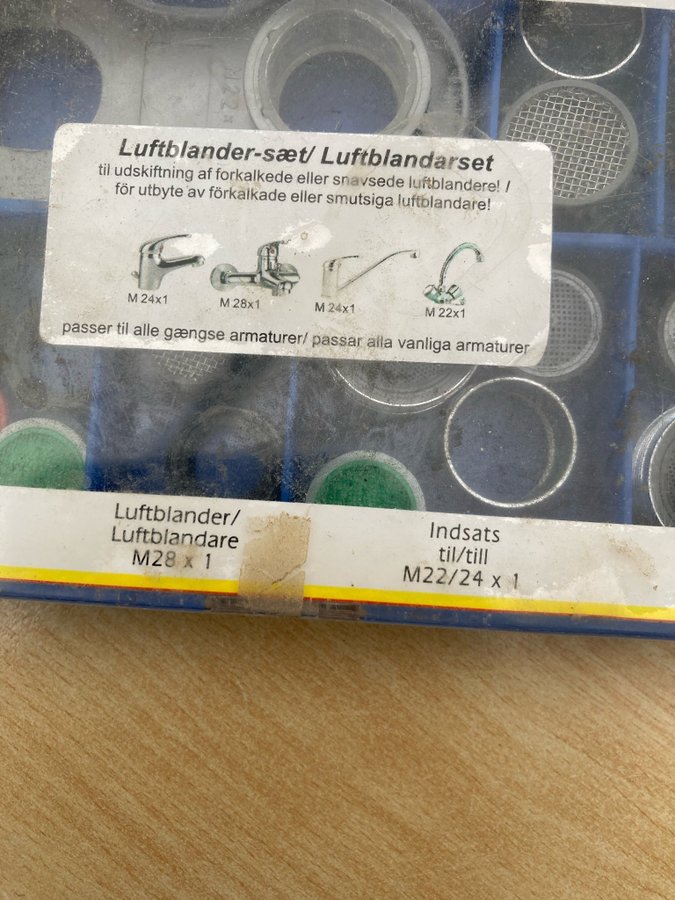 M22x
Luftblander-sæt/ Luftblandarset
til udskiftning af forkalkede eller snavsede luftblandere! /
för utbyte av förkalkade eller smutsiga luftblandare!
M 24x1
M 28x1
M 24x1
M 22x1
passer til alle gængse armaturer/ passar alla vanliga armaturer
Luftblander/
Luftblandare
M28 x 1
Indsats
til/till
M22/24 x 1